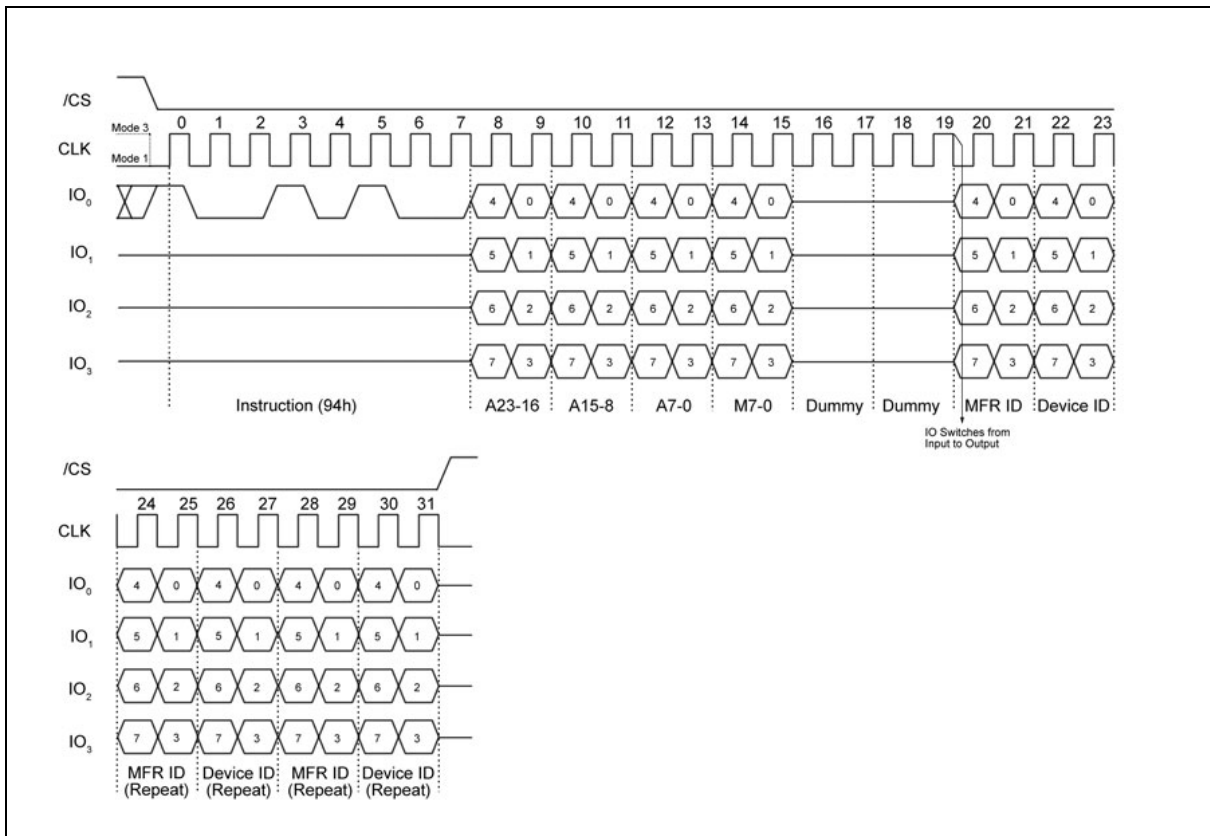 /CS
0 1 2 3 4 5 6 7 8 9 10 11 12 13 14 15 16 17 18 19 20 21 22 23
Mode 3
CLK
Mode 1
IO0 4 0 4 0 4 0 4 0 4 0 4 0
IO1 5 1 5 1 5 1 5 1 5 1 5 1
IO2 6 2 6 2 6 2 6 2 6 2 6 2
IO3 7 3 7 3 7 3 7 3 7 3 7 3
Instruction (94h) A23-16 A15-8 A7-0 M7-0 Dummy Dummy MFR ID Device ID
IO Switches from
Input to Output
/CS
24 25 26 27 28 29 30 31
CLK
IO0 4 0 4 0 4 0 4 0
IO1 5 1 5 1 5 1 5 1
IO2 6 2 6 2 6 2 6 2
IO3 7 3 7 3 7 3 7 3
MFR ID Device ID MFR ID Device ID
(Repeat) (Repeat) (Repeat) (Repeat)